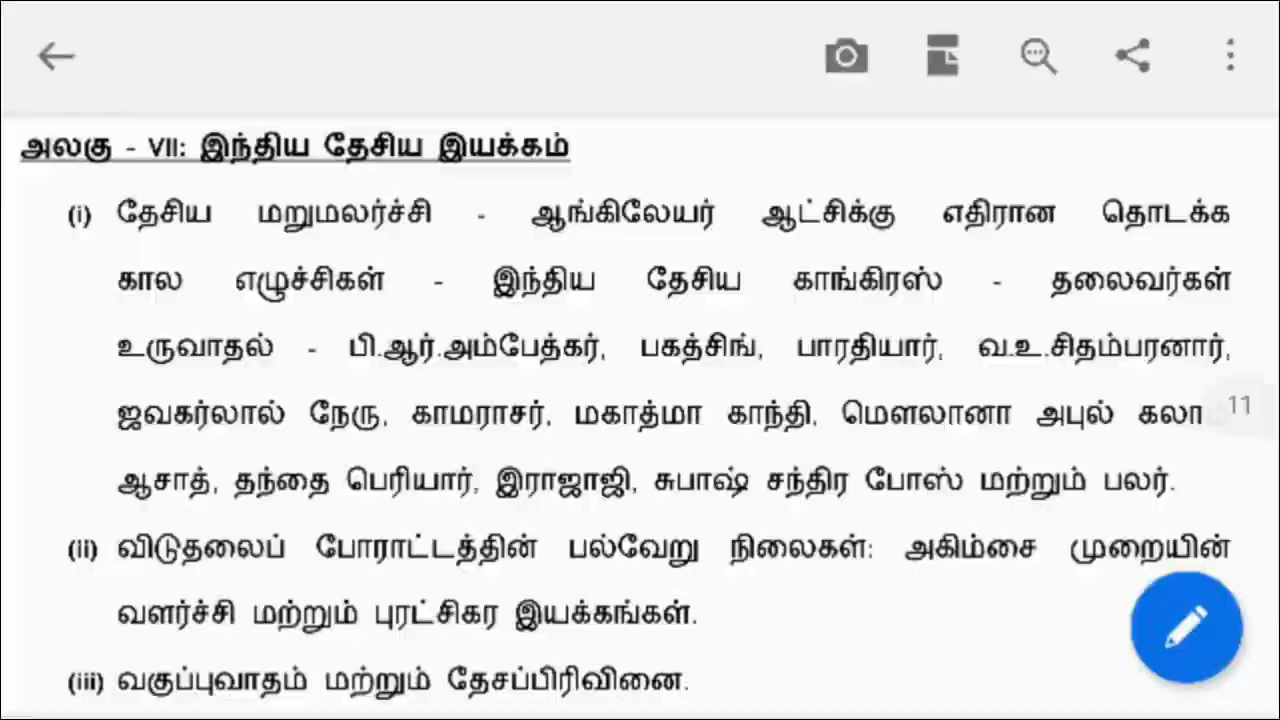 அலகு - VII: இந்திய தேசிய இயக்கம்
(i) தேசிய மறுமலர்ச்சி - ஆங்கிலேயர் ஆட்சிக்கு எதிரான தொடக்க
கால எழுச்சிகள் - இந்திய தேசிய காங்கிரஸ் - தலைவர்கள்
உருவாதல் - பி.ஆர்.அம்பேத்கர், பகத்சிங், பாரதியார், வ.உ.சிதம்பரனார்,
ஜவகர்லால் நேரு, காமராசர், மகாத்மா காந்தி, மௌலானா அபுல்
11
ஆசாத், தந்தை பெரியார், இராஜாஜி, சுபாஷ் சந்திர போஸ் மற்றும் பலர்.
(ii) விடுதலைப் போராட்டத்தின் பல்வேறு நிலைகள்: அகிம்சை முறையின்
வளர்ச்சி மற்றும் புரட்சிகர இயக்கங்கள்.
(iii) வகுப்புவாதம் மற்றும் தேசப்பிரிவினை.